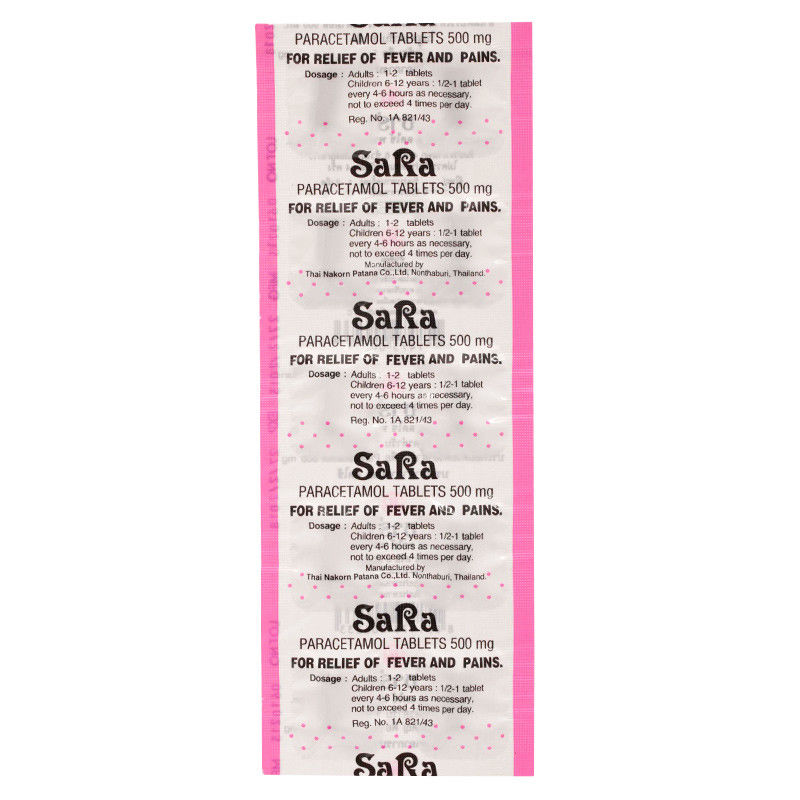 SaRa
PARACETAMOL TABLETS 500 mg
FOR RELIEF OF FEVER AND PAINS.
Dosage : Adults : 1-2 tablets
Children 6-12 years : 1/2-1 tablet
every 4-6 hours as necessary,
not to exceed 4 times per day.
Reg. No. 1A 821/43
SaRa
PARACETAMOL TABLETS 500 mg
FOR RELIEF OF FEVER AND PAINS.
Dosage : Adults : 1-2 tablets
Children 6-12 years : 1/2-1 tablet
every 4-6 hours as necessary,
not to exceed 4 times per day.
Manufactured by
Thai Nakorn Patana Co.,Ltd. Nonthaburi, Thailand.
SaRa
PARACETAMOL TABLETS 500 mg
FOR RELIEF OF FEVER AND PAINS.
Dosage : Adults : 1-2 tablets
Children 6-12 years : 1/2-1 tablet
every 4-6 hours as necessary,
not to exceed 4 times per day.
Reg. No. 1A 821/43
SaRa
PARACETAMOL TABLETS 500 mg
FOR RELIEF OF FEVER AND PAINS.
Dosage : Adults : 1-2 tablets
Children 6-12 years : 1/2-1 tablet
every 4-6 hours as necessary,
not to exceed 4 times per day.
Manufactured by
Thai Nakorn Patana Co.,Ltd. Nonthaburi, Thailand.
SaRa
PARACETAMOL TABLETS 500 mg
FOR RELIEF OF FEVER AND PAINS.
Dosage : Adults : 1-2 tablets
Children 6-12 years : 1/2-1 tablet
every 4-6 hours as necessary,
not to exceed 4 times per day.
Reg. No. 1A 821/43
SaRa